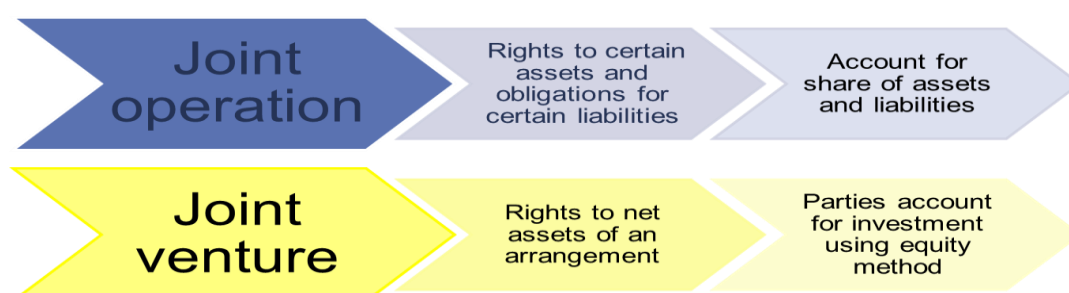 Joint
operation
Rights to certain
assets and
obligations for
certain liabilities
Account for
share of assets
and liabilities
Joint
venture
Rights to net
assets of an
arrangement
Parties account
for investment
using equity
method